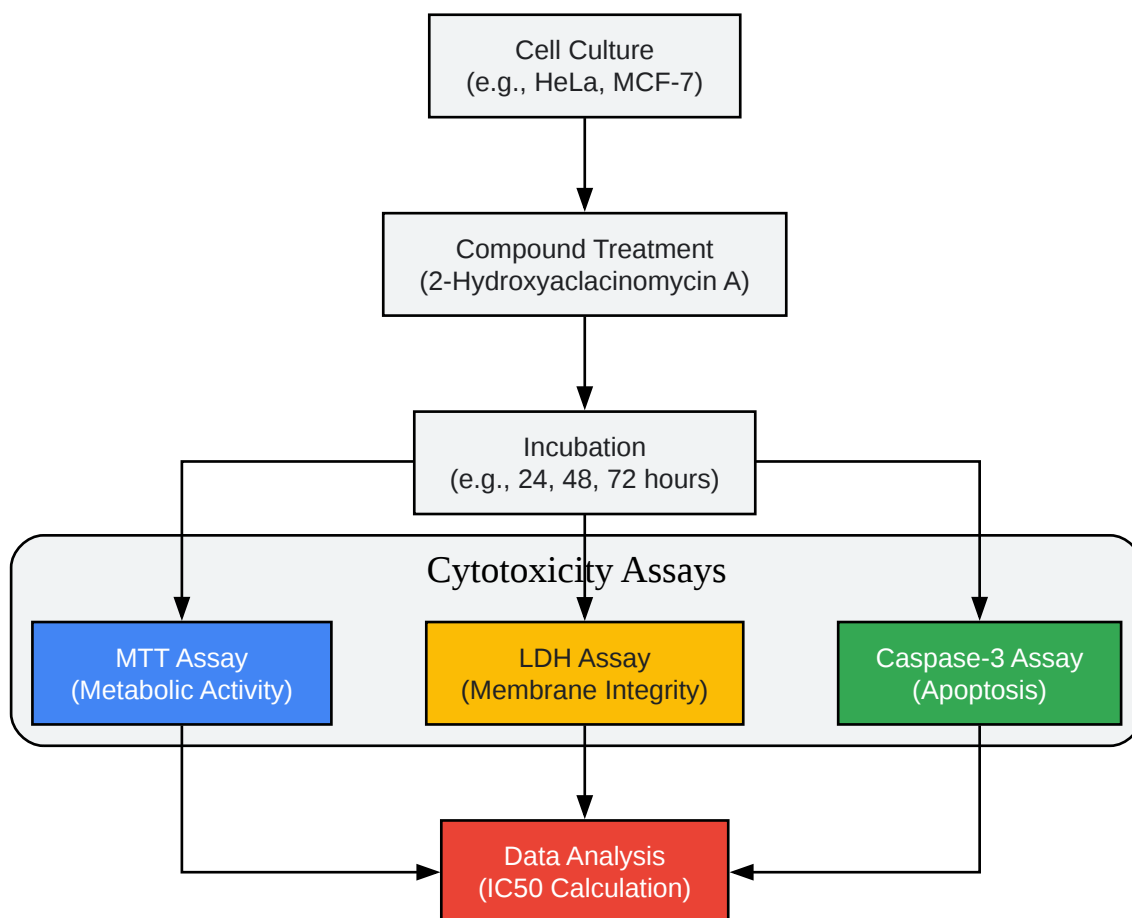 Cell Culture
(e.g., HeLa, MCF-7)
Compound Treatment
(2-Hydroxyaclacinomycin A)
Incubation
(e.g., 24, 48, 72 hours)
Cytotoxicity Assays
MTT Assay
(Metabolic Activity)
LDH Assay
(Membrane Integrity)
Caspase-3 Assay
(Apoptosis)
Data Analysis
(IC50 Calculation)